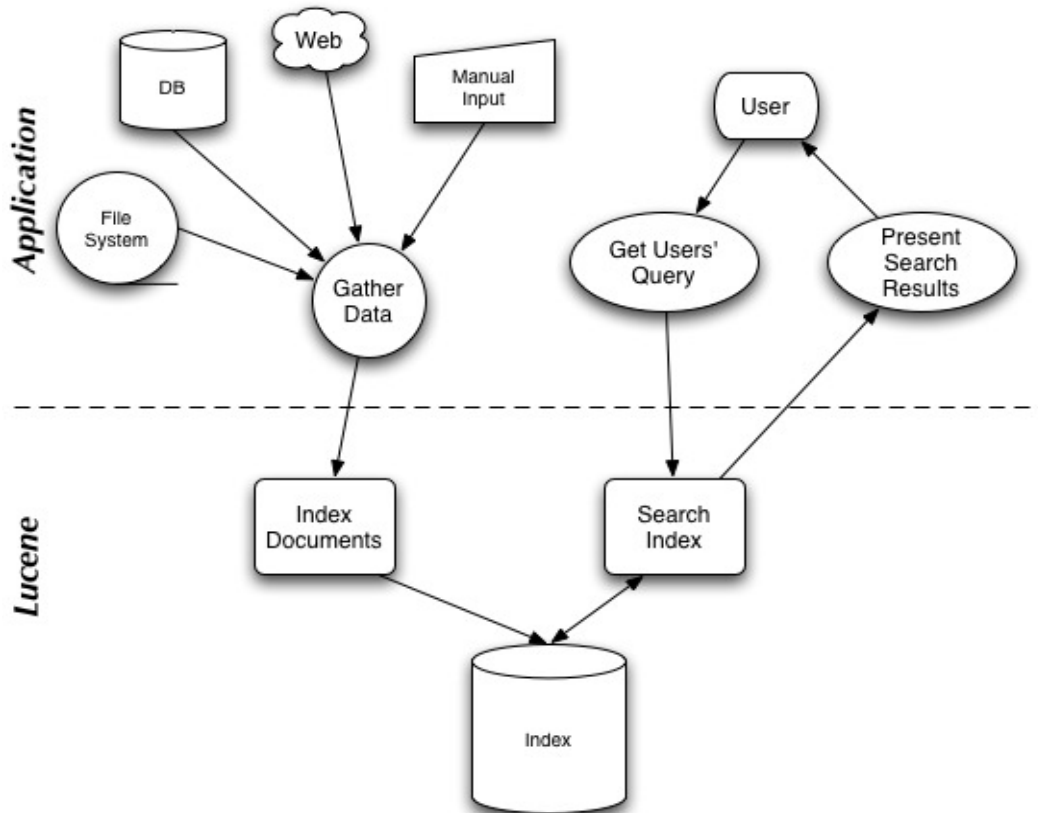 Application
DB
Web
Manual
Input
File
System
Gather
Data
User
Get Users'
Query
Present
Search
Results
Lucene
Index
Documents
Search
Index
Index